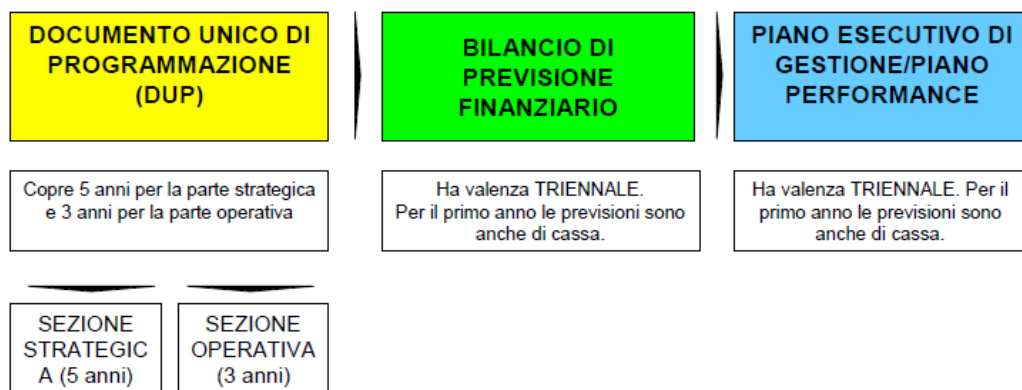 DOCUMENTO UNICO DI
PROGRAMMAZIONE
(DUP)
BILANCIO DI
PREVISIONE
FINANZIARIO
PIANO ESECUTIVO DI
GESTIONE/PIANO
PERFORMANCE
Copre 5 anni per la parte strategica
e 3 anni per la parte operativa
Ha valenza TRIENNALE.
Per il primo anno le previsioni sono
anche di cassa.
Ha valenza TRIENNALE. Per il
primo anno le previsioni sono
anche di cassa.
SEZIONE
STRATEGIC
A (5 anni)
SEZIONE
OPERATIVA
(3 anni)